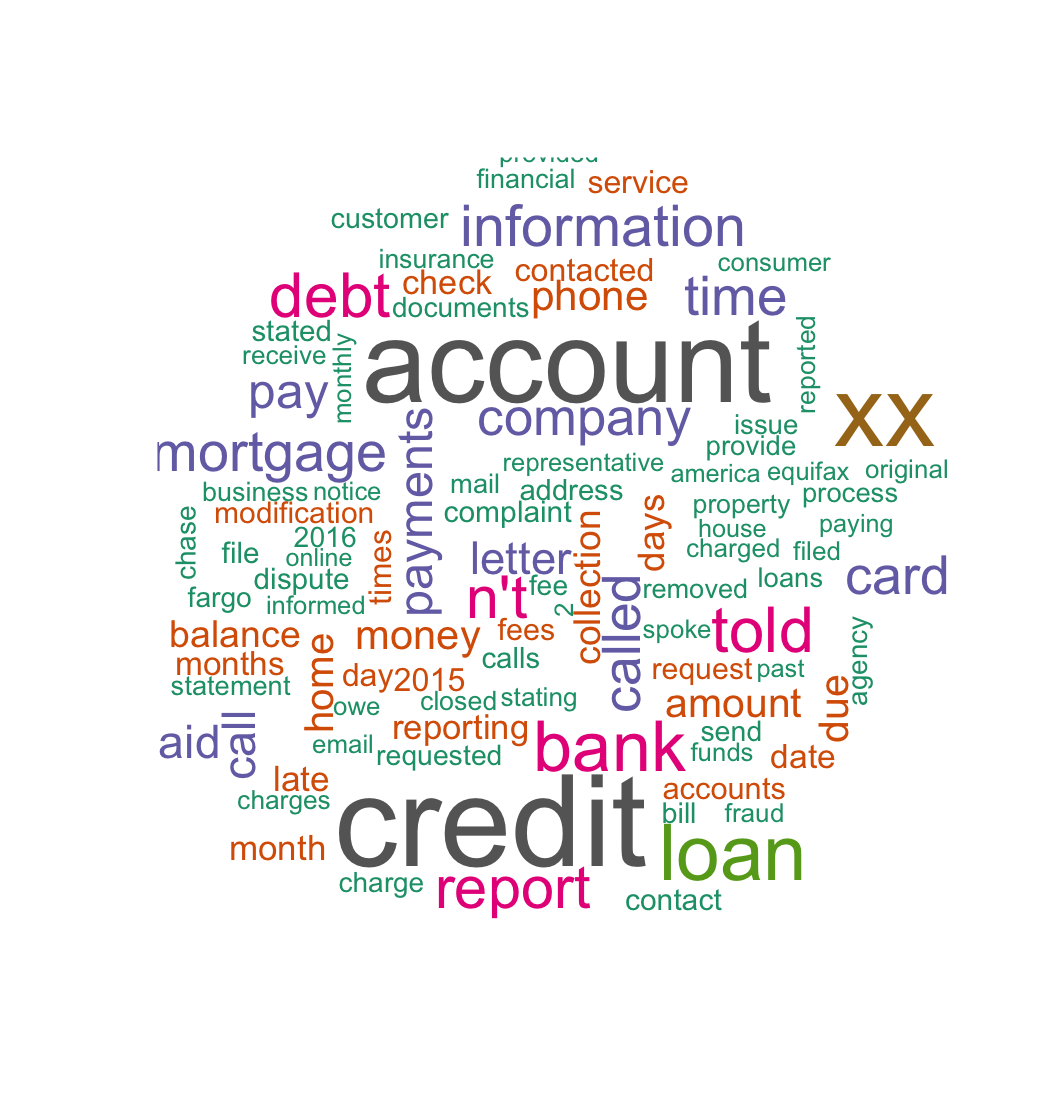 provided
financial service
customer information
insurance contacted consumer
debt check phone time
documents
stated account reported
receive monthly
pay company xx
mortgage payments issue
provide
representative america equifax original
business notice mail address property process
modification complaint days house paying
chase 2016 times letter collection charged filed
file online card
dispute n't fee removed loans
fargo informed 2 called
balance money fees spoke told agency
months home day 2015 calls request past
statement owe closed stating amount due
aid call reporting bank send
email requested funds date
late credit accounts
charges bill fraud
month loan
charge report contact